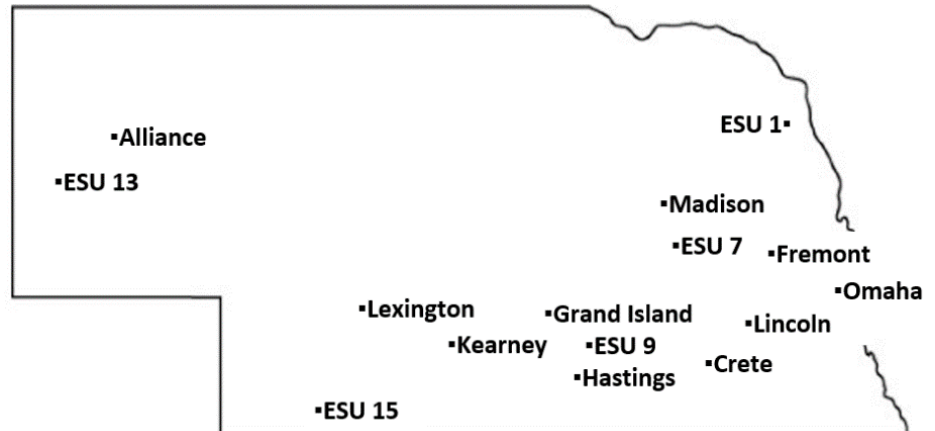 ESU 1
Alliance
ESU 13
Madison
ESU 7
Fremont
Omaha
Lexington
Grand Island
Lincoln
Kearney
ESU 9
Crete
Hastings
ESU 15